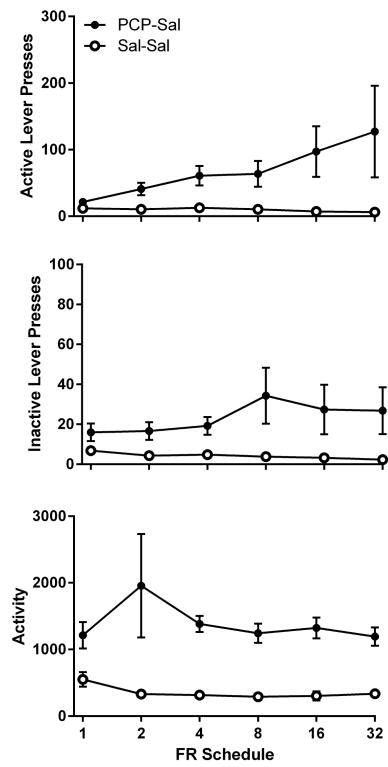 PCP-Sal
Sal-Sal
Active Lever Presses
300
200
100
0
Inactive Lever Presses
100
80
60
40
20
0
Activity
3000
2000
1000
0
1 2 4 8 16 32
FR Schedule